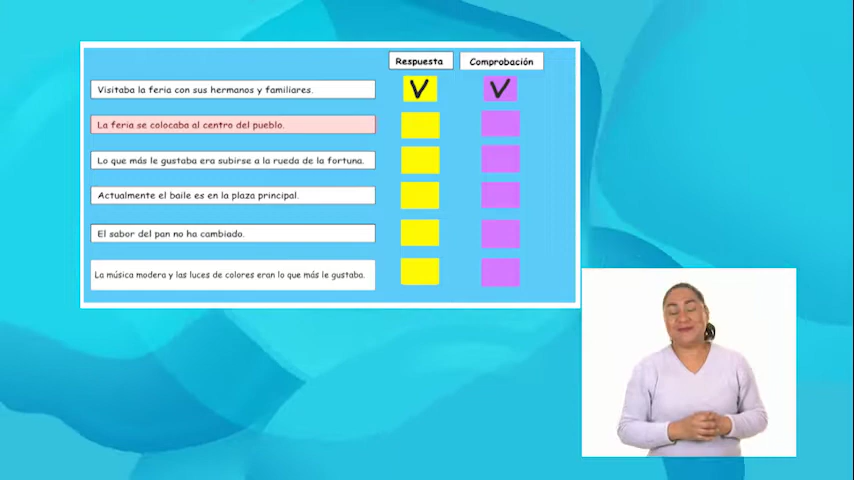 Respuesta Comprobación
Visitaba la feria con sus hermanos y familiares. V V
La feria se colocaba al centro del pueblo.
Lo que más le gustaba era subirse a la rueda de la fortuna.
Actualmente el baile es en la plaza principal.
El sabor del pan no ha cambiado.
La música modera y las luces de colores eran lo que más le gustaba.